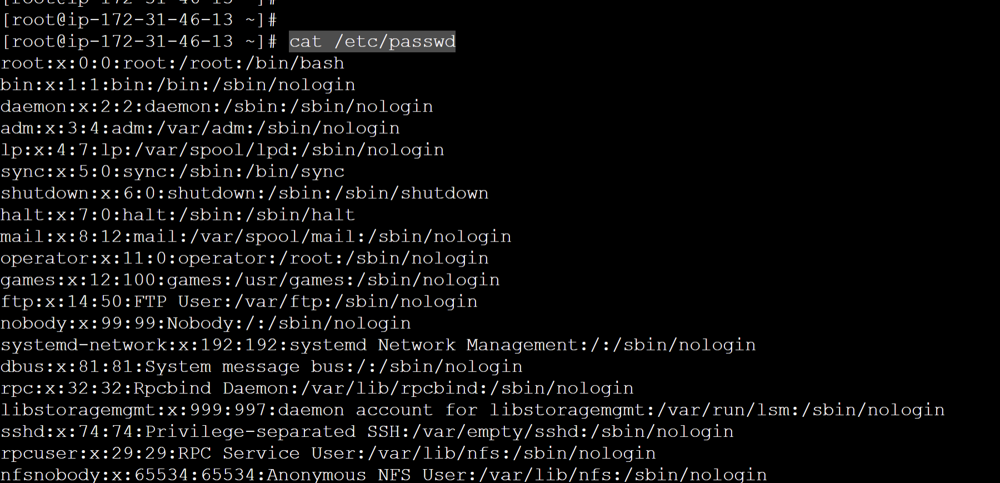 [root@ip-172-31-46-13 ~]#
[root@ip-172-31-46-13 ~]#
[root@ip-172-31-46-13 ~]# cat /etc/passwd
root:x:0:0:root:/root:/bin/bash
bin:x:1:1:bin:/bin:/sbin/nologin
daemon:x:2:2:daemon:/sbin:/sbin/nologin
adm:x:3:4:adm:/var/adm:/sbin/nologin
lp:x:4:7:lp:/var/spool/lpd:/sbin/nologin
sync:x:5:0:sync:/sbin:/bin/sync
shutdown:x:6:0:shutdown:/sbin:/sbin/shutdown
halt:x:7:0:halt:/sbin:/sbin/halt
mail:x:8:12:mail:/var/spool/mail:/sbin/nologin
operator:x:11:0:operator:/root:/sbin/nologin
games:x:12:100:games:/usr/games:/sbin/nologin
ftp:x:14:50:FTP User:/var/ftp:/sbin/nologin
nobody:x:99:99:Nobody:/:/sbin/nologin
systemd-network:x:192:192:systemd Network Management:/:/sbin/nologin
dbus:x:81:81:System message bus:/:/sbin/nologin
rpc:x:32:32:Rpcbind Daemon:/var/lib/rpcbind:/sbin/nologin
libstoragemgmt:x:999:997:daemon account for libstoragemgmt:/var/run/lsm:/sbin/nologin
sshd:x:74:74:Privilege-separated SSH:/var/empty/sshd:/sbin/nologin
rpcuser:x:29:29:RPC Service User:/var/lib/nfs:/sbin/nologin
nfsnobody:x:65534:65534:Anonymous NFS User:/var/lib/nfs:/sbin/nologin